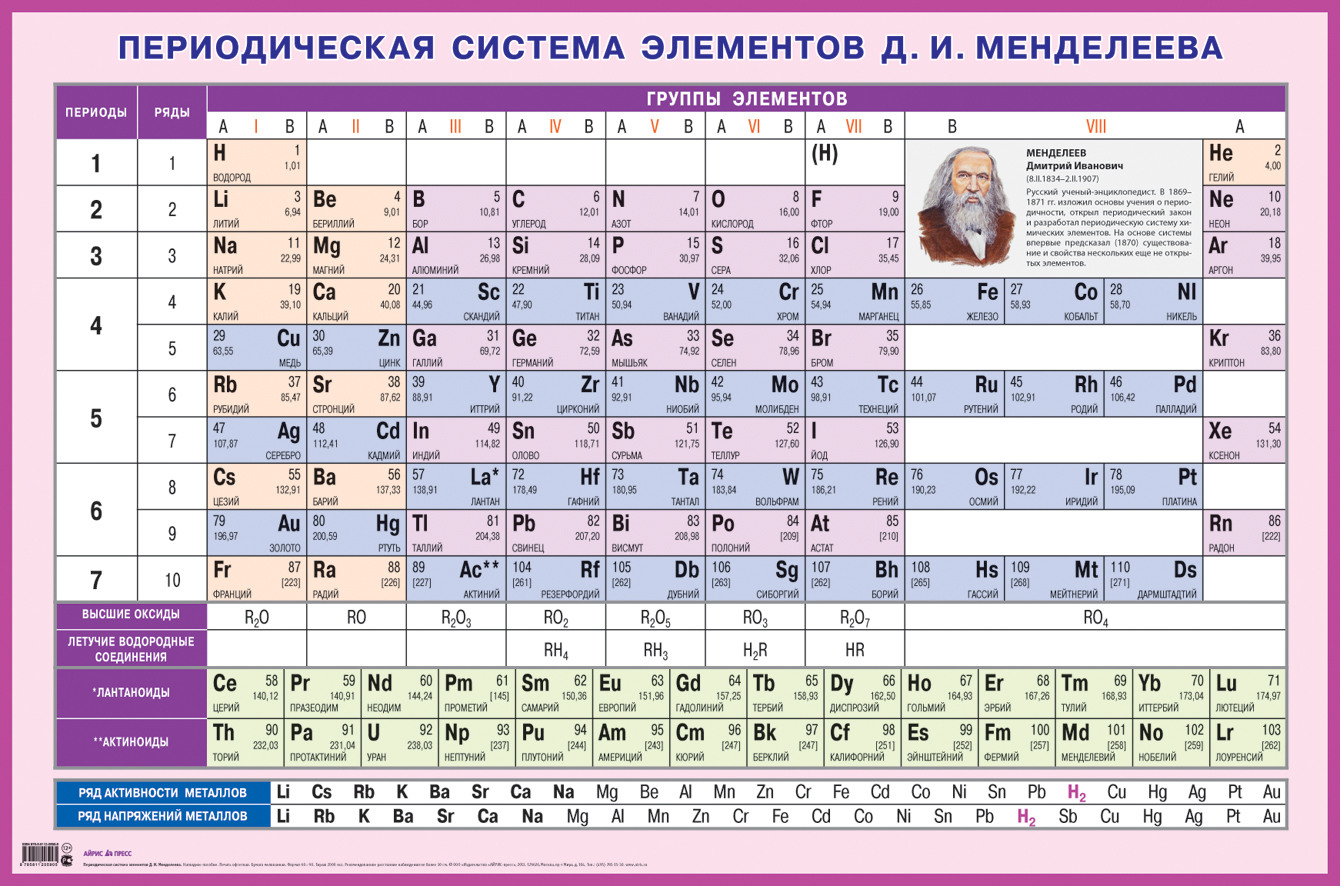 ПЕРИОДИЧЕСКАЯ СИСТЕМА ЭЛЕМЕНТОВ Д. И. МЕНДЕЛЕЕВА
ПЕРИОДЫ РЯДЫ ГРУППЫ ЭЛЕМЕНТОВ
A I B A II B A III B A IV B A V B A VI B A VII B B VIII A
1 1 H 1 1,01 ВОДОРОД (H) He 2 4,00 ГЕЛИЙ
МЕНДЕЛЕЕВ
Дмитрий Иванович
(8.II.1834–2.II.1907)
Русский ученый-энциклопедист. В 1869–
1871 гг. изложил основы учения о перио-
дичности, открыл периодический закон
и разработал периодическую систему хи-
мических элементов. На основе системы
впервые предсказал (1870) существова-
ние и свойства нескольких еще не откры-
тых элементов.
2 2 Li 3 6,94 ЛИТИЙ Be 4 9,01 БЕРИЛЛИЙ B 5 10,81 БОР C 6 12,01 УГЛЕРОД N 7 14,01 АЗОТ O 8 16,00 КИСЛОРОД F 9 19,00 ФТОР Ne 10 20,18 НЕОН
3 3 Na 11 22,99 НАТРИЙ Mg 12 24,31 МАГНИЙ Al 13 26,98 АЛЮМИНИЙ Si 14 28,09 КРЕМНИЙ P 15 30,97 ФОСФОР S 16 32,06 СЕРА Cl 17 35,45 ХЛОР Ar 18 39,95 АРГОН
4 4 K 19 39,10 КАЛИЙ Ca 20 40,08 КАЛЬЦИЙ 21 Sc 44,96 СКАНДИЙ 22 Ti 47,90 ТИТАН 23 V 50,94 ВАНАДИЙ 24 Cr 52,00 ХРОМ 25 Mn 54,94 МАРГАНЕЦ 26 Fe 55,85 ЖЕЛЕЗО 27 Co 58,93 КОБАЛЬТ 28 NI 58,70 НИКЕЛЬ
5 29 Cu 63,55 МЕДЬ 30 Zn 65,39 ЦИНК Ga 31 69,72 ГАЛЛИЙ Ge 32 72,59 ГЕРМАНИЙ As 33 74,92 МЫШЬЯК Se 34 78,96 СЕЛЕН Br 35 79,90 БРОМ Kr 36 83,80 КРИПТОН
5 6 Rb 37 85,47 РУБИДИЙ Sr 38 87,62 СТРОНЦИЙ 39 Y 88,91 ИТТРИЙ 40 Zr 91,22 ЦИРКОНИЙ 41 Nb 92,91 НИОБИЙ 42 Mo 95,94 МОЛИБДЕН 43 Tc 98,91 ТЕХНЕЦИЙ 44 Ru 101,07 РУТЕНИЙ 45 Rh 102,91 РОДИЙ 46 Pd 106,42 ПАЛЛАДИЙ
7 47 Ag 107,87 СЕРЕБРО 48 Cd 112,41 КАДМИЙ In 49 114,82 ИНДИЙ Sn 50 118,71 ОЛОВО Sb 51 121,75 СУРЬМА Te 52 127,60 ТЕЛЛУР I 53 126,90 ЙОД Xe 54 131,30 КСЕНОН
6 8 Cs 55 132,91 ЦЕЗИЙ Ba 56 137,33 БАРИЙ 57 La* 138,91 ЛАНТАН 72 Hf 178,49 ГАФНИЙ 73 Ta 180,95 ТАНТАЛ 74 W 183,84 ВОЛЬФРАМ 75 Re 186,21 РЕНИЙ 76 Os 190,23 ОСМИЙ 77 Ir 192,22 ИРИДИЙ 78 Pt 195,09 ПЛАТИНА
9 79 Au 196,97 ЗОЛОТО 80 Hg 200,59 РТУТЬ Tl 81 204,38 ТАЛЛИЙ Pb 82 207,20 СВИНЕЦ Bi 83 208,98 ВИСМУТ Po 84 [209] ПОЛОНИЙ At 85 [210] АСТАТ Rn 86 [222] РАДОН
7 10 Fr 87 [223] ФРАНЦИЙ Ra 88 [226] РАДИЙ 89 Ac** [227] АКТИНИЙ 104 Rf [261] РЕЗЕРФОРДИЙ 105 Db [262] ДУБНИЙ 106 Sg [263] СИБОРГИЙ 107 Bh [262] БОРИЙ 108 Hs [265] ГАССИЙ 109 Mt [268] МЕЙТНЕРИЙ 110 Ds [271] ДАРМШТАДТИЙ
ВЫСШИЕ ОКСИДЫ R2O RO R2O3 RO2 R2O5 RO3 R2O7 RO4
ЛЕТУЧИЕ ВОДОРОДНЫЕ
СОЕДИНЕНИЯ RH4 RH3 H2R HR
*ЛАНТАНОИДЫ Ce 58 140,12 ЦЕРИЙ Pr 59 140,91 ПРАЗЕОДИМ Nd 60 144,24 НЕОДИМ Pm 61 [145] ПРОМЕТИЙ Sm 62 150,36 САМАРИЙ Eu 63 151,96 ЕВРОПИЙ Gd 64 157,25 ГАДОЛИНИЙ Tb 65 158,93 ТЕРБИЙ Dy 66 162,50 ДИСПРОЗИЙ Ho 67 164,93 ГОЛЬМИЙ Er 68 167,26 ЭРБИЙ Tm 69 168,93 ТУЛИЙ Yb 70 173,04 ИТТЕРБИЙ Lu 71 174,97 ЛЮТЕЦИЙ
**АКТИНОИДЫ Th 90 232,03 ТОРИЙ Pa 91 231,04 ПРОТАКТИНИЙ U 92 238,03 УРАН Np 93 [237] НЕПТУНИЙ Pu 94 [244] ПЛУТОНИЙ Am 95 [243] АМЕРИЦИЙ Cm 96 [247] КЮРИЙ Bk 97 [247] БЕРКЛИЙ Cf 98 [251] КАЛИФОРНИЙ Es 99 [252] ЭЙНШТЕЙНИЙ Fm 100 [257] ФЕРМИЙ Md 101 [258] МЕНДЕЛЕВИЙ No 102 [259] НОБЕЛИЙ Lr 103 [262] ЛОУРЕНСИЙ
РЯД АКТИВНОСТИ МЕТАЛЛОВ Li Cs Rb K Ba Sr Ca Na Mg Be Al Mn Zn Cr Fe Cd Co Ni Sn Pb H2 Cu Hg Ag Pt Au
РЯД НАПРЯЖЕНИЙ МЕТАЛЛОВ Li Rb K Ba Sr Ca Na Mg Al Mn Zn Cr Fe Cd Co Ni Sn Pb H2 Sb Cu Hg Ag Pt Au
12+
АЙРИС ПРЕСС